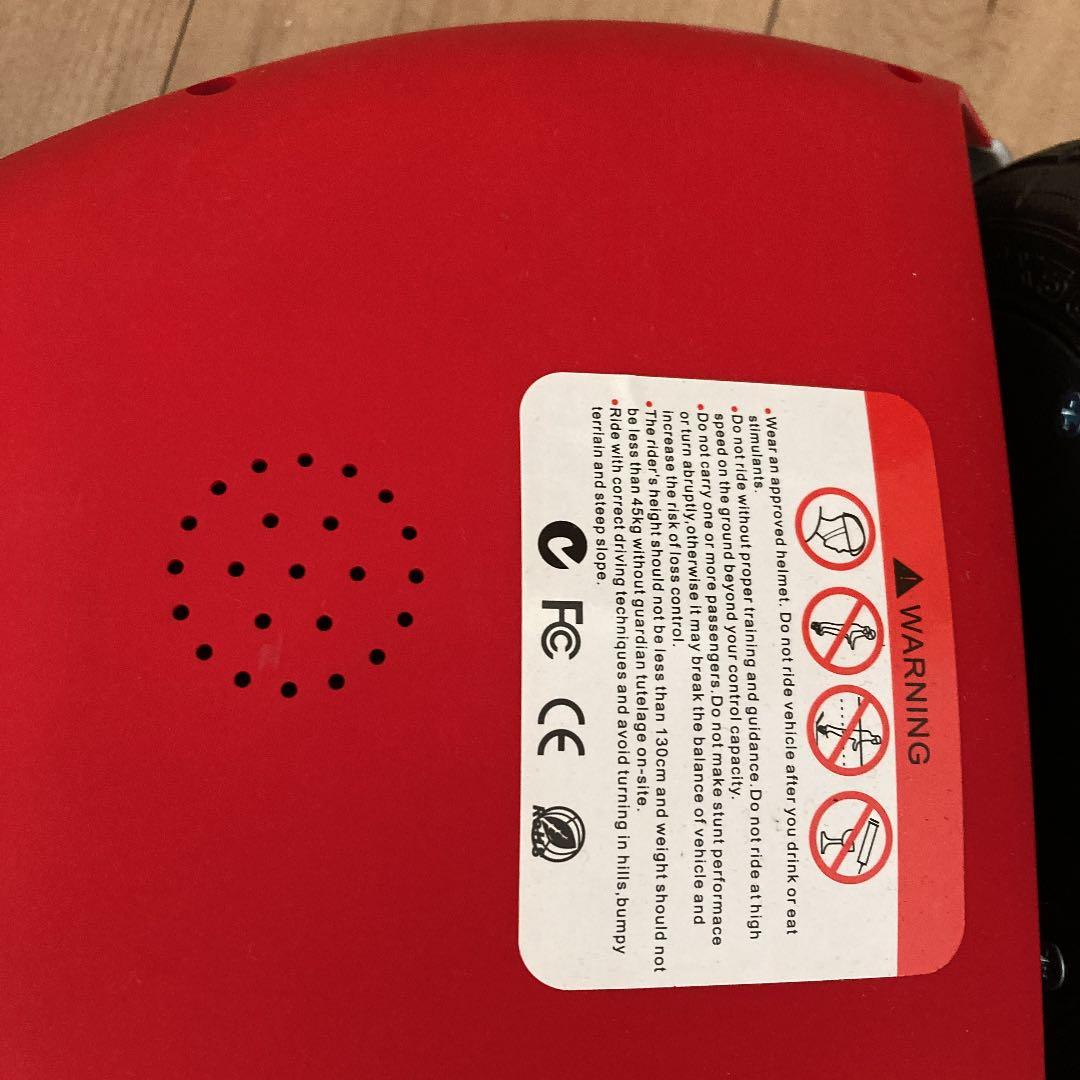 WARNING
•Wear an approved helmet. Do not ride vehicle after you drink or eat
stimulants.
•Do not ride without proper training and guidance.Do not ride at high
speed on the ground beyond your control capacity.
•Do not carry one or more passengers.Do not make stunt performace
or turn abruptly,otherwise it may break the balance of vehicle and
increase the risk of loss control.
•The rider's height should not be less than 130cm and weight should not
be less than 45kg without guardian tutelage on-site.
•Ride with correct driving techniques and avoid turning in hills,bumpy
terrlain and steep slope.
FC CE RoHS